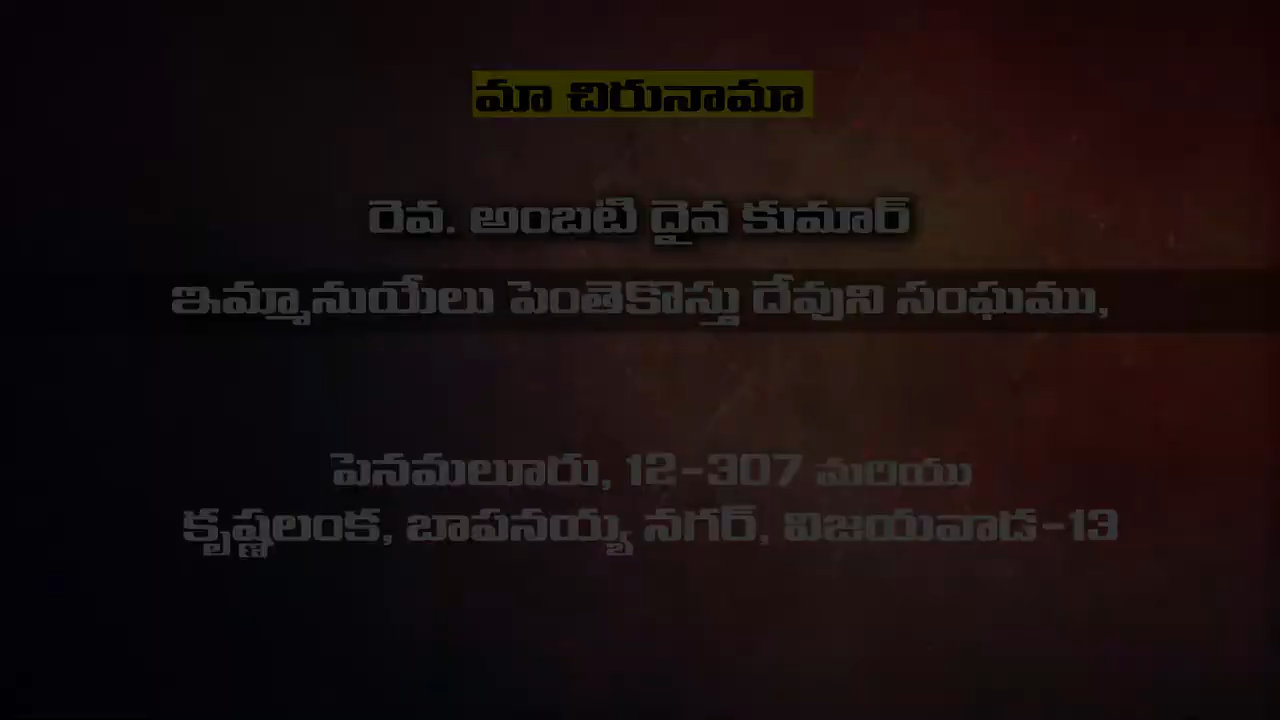 మా చిరునామా
రెవ. అంబటి దైవ కుమార్
ఇమ్మానుయేలు పెంతెకొస్తు దేవుని సంఘము,
పెనమలూరు, 12-307 మరియు
కృష్ణలంక, బాపనయ్య నగర్, విజయవాడ-13